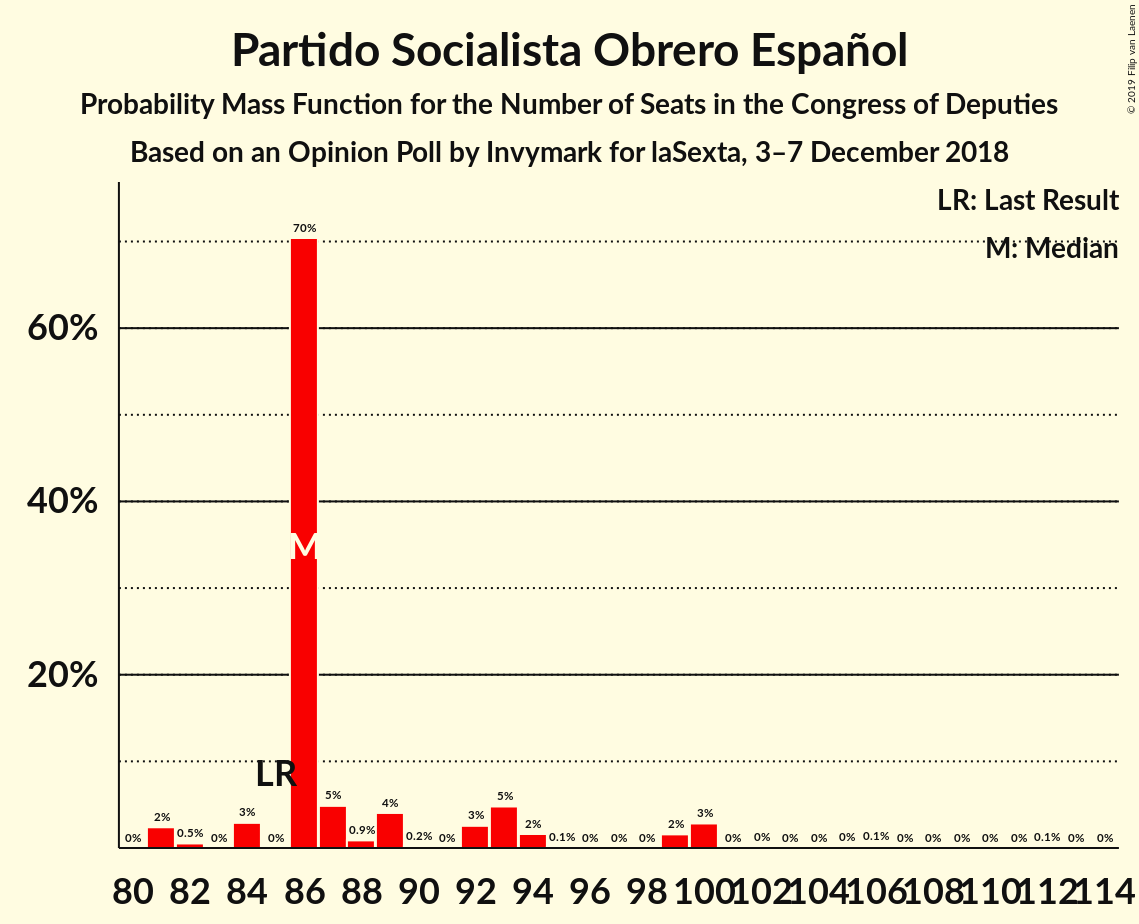 Partido Socialista Obrero Español
Probability Mass Function for the Number of Seats in the Congress of Deputies
Based on an Opinion Poll by Invymark for laSexta, 3–7 December 2018
© 2019 Filip van Laenen
LR: Last Result
M: Median
60%
40%
20%
0% 2% 0.5% 0% 3% 0% 70% 5% 0.9% 4% 0.2% 0% 3% 5% 2% 0.1% 0% 0% 0% 2% 3% 0% 0% 0% 0% 0% 0.1% 0% 0% 0% 0% 0% 0.1% 0% 0%
M
LR
80 82 84 86 88 90 92 94 96 98 100 102 104 106 108 110 112 114